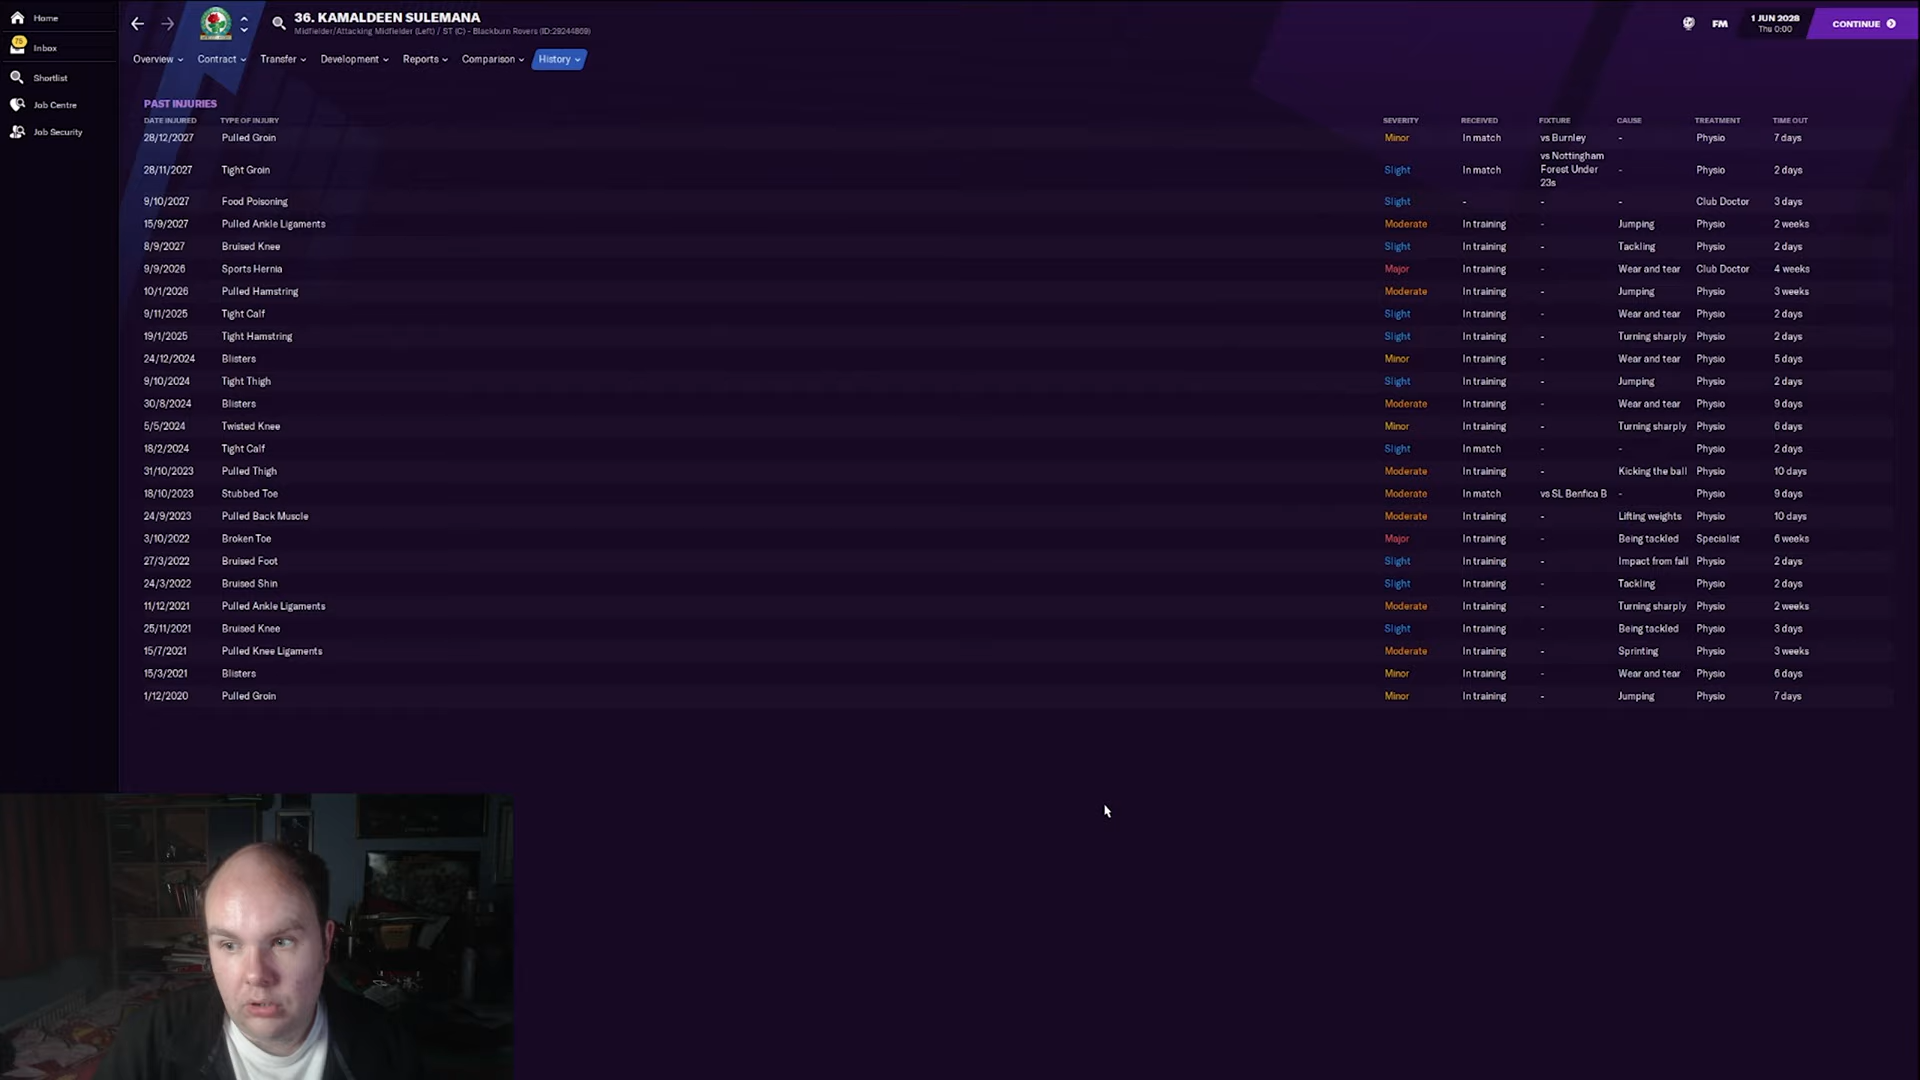 Home
75
Inbox
Shortlist
Job Centre
Job Security
36. KAMALDEEN SULEMANA
Midfielder/Attacking Midfielder (Left) / ST (C) - Blackburn Rovers (ID:29244869)
FM
1 JUN 2028
Thu 0:00
CONTINUE
Overview Contract Transfer Development Reports Comparison History
PAST INJURIES
DATE INJURED TYPE OF INJURY SEVERITY RECEIVED FIXTURE CAUSE TREATMENT TIME OUT
28/12/2027 Pulled Groin Minor In match vs Burnley - Physio 7 days
28/11/2027 Tight Groin Slight In match vs Nottingham Forest Under 23s - Physio 2 days
9/10/2027 Food Poisoning Slight - - - Club Doctor 3 days
15/9/2027 Pulled Ankle Ligaments Moderate In training - Jumping Physio 2 weeks
8/9/2027 Bruised Knee Slight In training - Tackling Physio 2 days
9/9/2026 Sports Hernia Major In training - Wear and tear Club Doctor 4 weeks
10/1/2026 Pulled Hamstring Moderate In training - Jumping Physio 3 weeks
9/11/2025 Tight Calf Slight In training - Wear and tear Physio 2 days
19/1/2025 Tight Hamstring Slight In training - Turning sharply Physio 2 days
24/12/2024 Blisters Minor In training - Wear and tear Physio 5 days
9/10/2024 Tight Thigh Slight In training - Jumping Physio 2 days
30/8/2024 Blisters Moderate In training - Wear and tear Physio 9 days
5/5/2024 Twisted Knee Minor In training - Turning sharply Physio 6 days
18/2/2024 Tight Calf Slight In match - - Physio 2 days
31/10/2023 Pulled Thigh Moderate In training - Kicking the ball Physio 10 days
18/10/2023 Stubbed Toe Moderate In match vs SL Benfica B - Physio 9 days
24/9/2023 Pulled Back Muscle Moderate In training - Lifting weights Physio 10 days
3/10/2022 Broken Toe Major In training - Being tackled Specialist 6 weeks
27/3/2022 Bruised Foot Slight In training - Impact from fall Physio 2 days
24/3/2022 Bruised Shin Slight In training - Tackling Physio 2 days
11/12/2021 Pulled Ankle Ligaments Moderate In training - Turning sharply Physio 2 weeks
25/11/2021 Bruised Knee Slight In training - Being tackled Physio 3 days
15/7/2021 Pulled Knee Ligaments Moderate In training - Sprinting Physio 3 weeks
15/3/2021 Blisters Minor In training - Wear and tear Physio 6 days
1/12/2020 Pulled Groin Minor In training - Jumping Physio 7 days